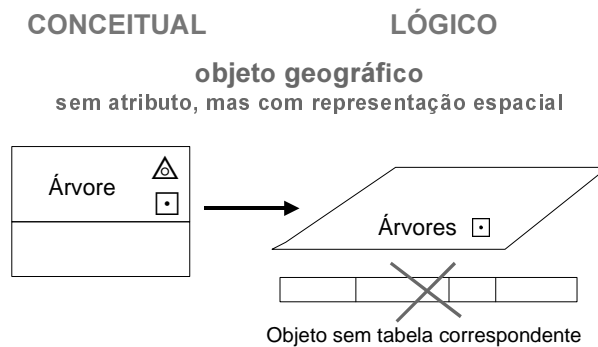 CONCEITUAL LÓGICO
objeto geográfico
sem atributo, mas com representação espacial
Árvore
Árvores
Objeto sem tabela correspondente